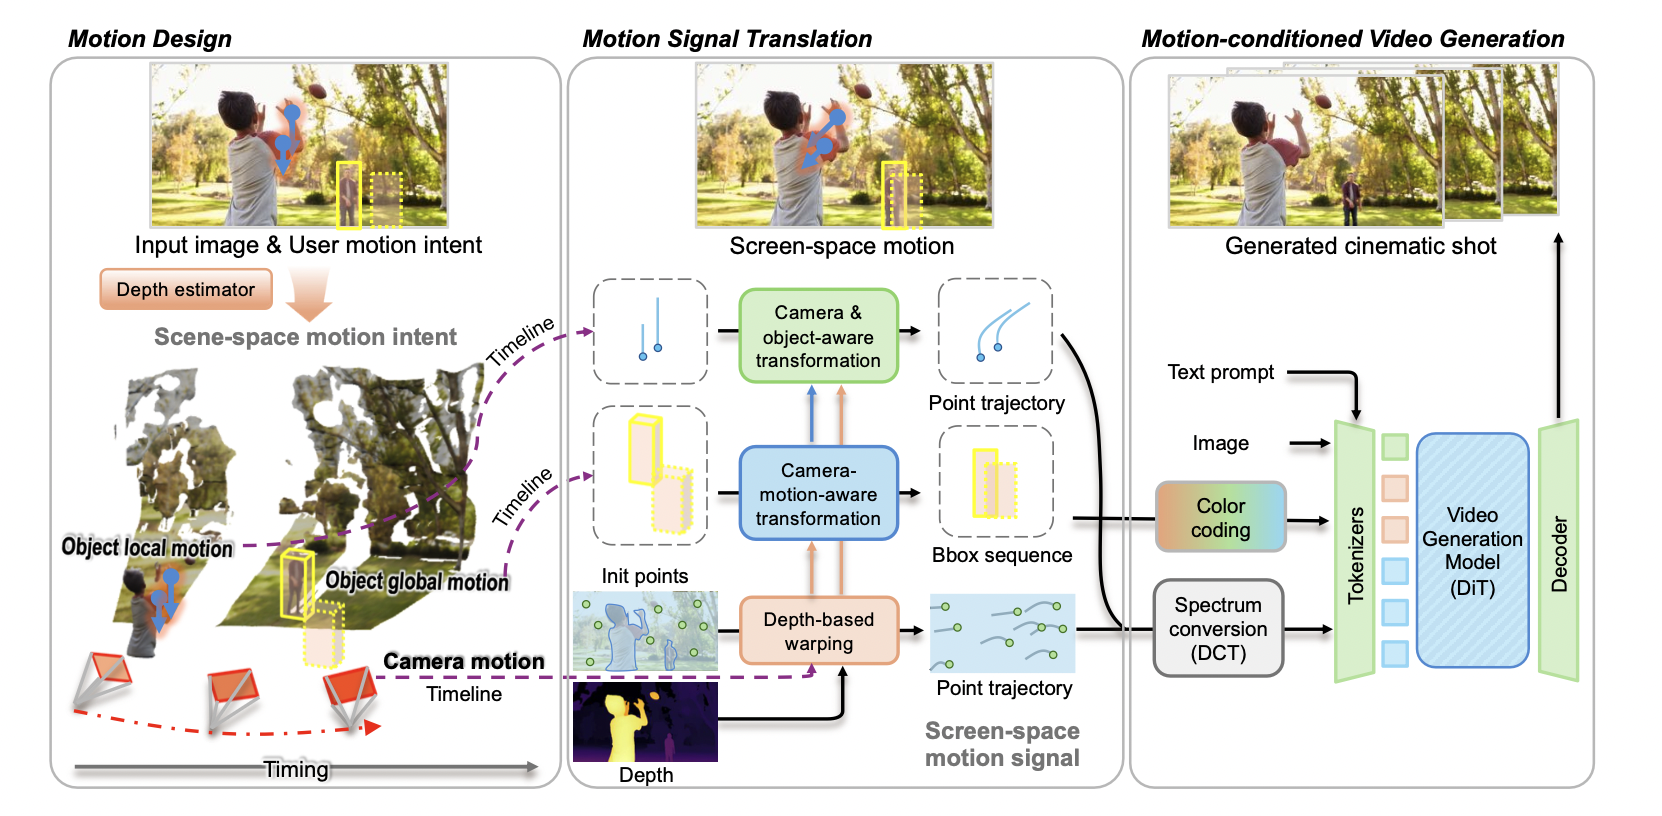 Motion Design
Input image & User motion intent
Depth estimator
Scene-space motion intent
Object local motion
Object global motion
Camera motion
Timeline
Timing
Motion Signal Translation
Screen-space motion
Timeline
Timeline
Camera &
object-aware
transformation
Point trajectory
Camera-
motion-aware
transformation
Bbox sequence
Init points
Depth-based
warping
Point trajectory
Depth
Screen-space
motion signal
Motion-conditioned Video Generation
Generated cinematic shot
Text prompt
Image
Color
coding
Spectrum
conversion
(DCT)
Tokenizers
Video
Generation
Model
(DiT)
Decoder